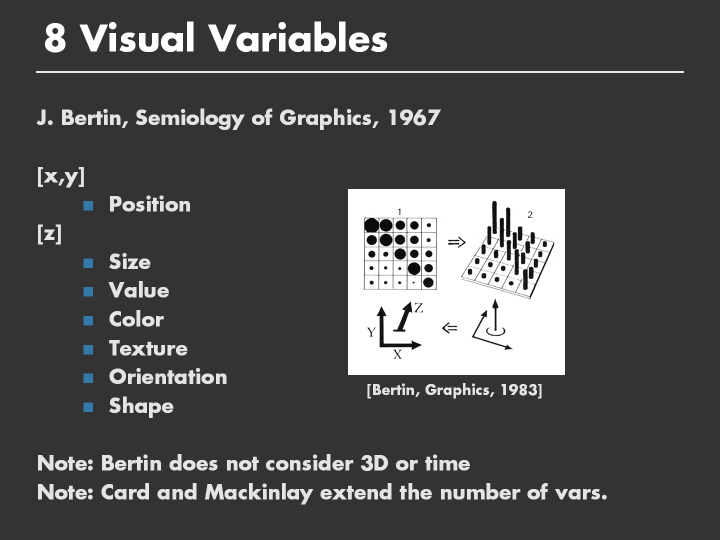 8 Visual Variables
J. Bertin, Semiology of Graphics, 1967
[x,y]
Position
[z]
Size
Value
Color
Texture
Orientation
Shape
1
2
Z
Y
X
[Bertin, Graphics, 1983]
Note: Bertin does not consider 3D or time
Note: Card and Mackinlay extend the number of vars.